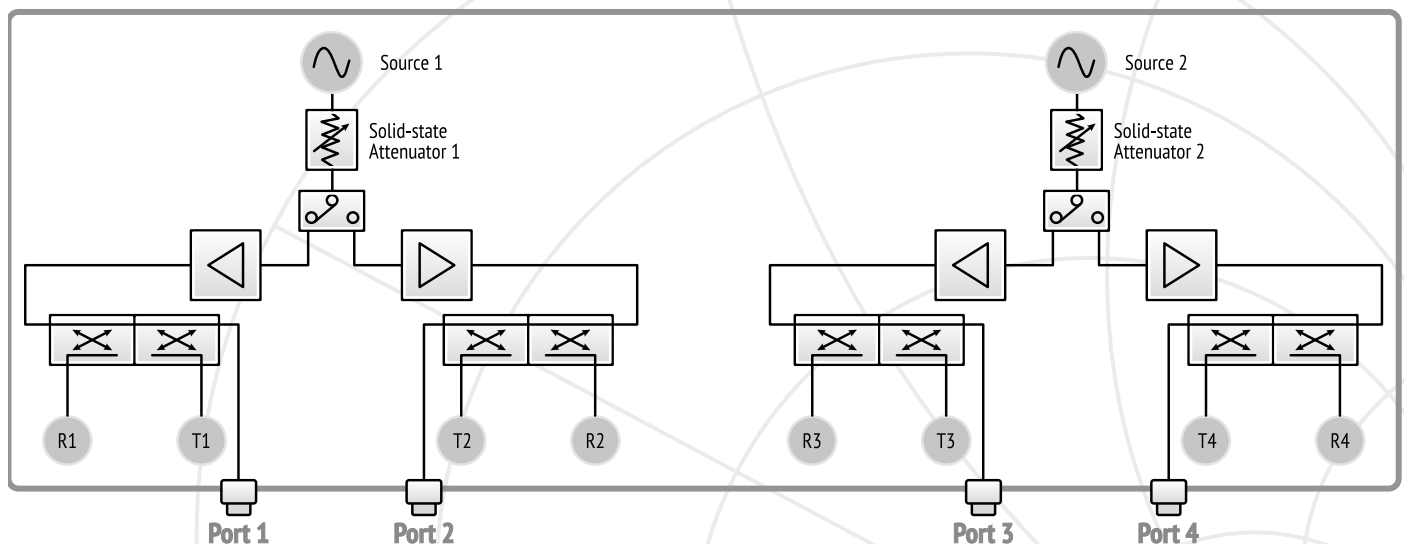 Source 1
Source 2
Solid-state
Attenuator 1
Solid-state
Attenuator 2
R1
T1
T2
R2
R3
T3
T4
R4
Port 1
Port 2
Port 3
Port 4